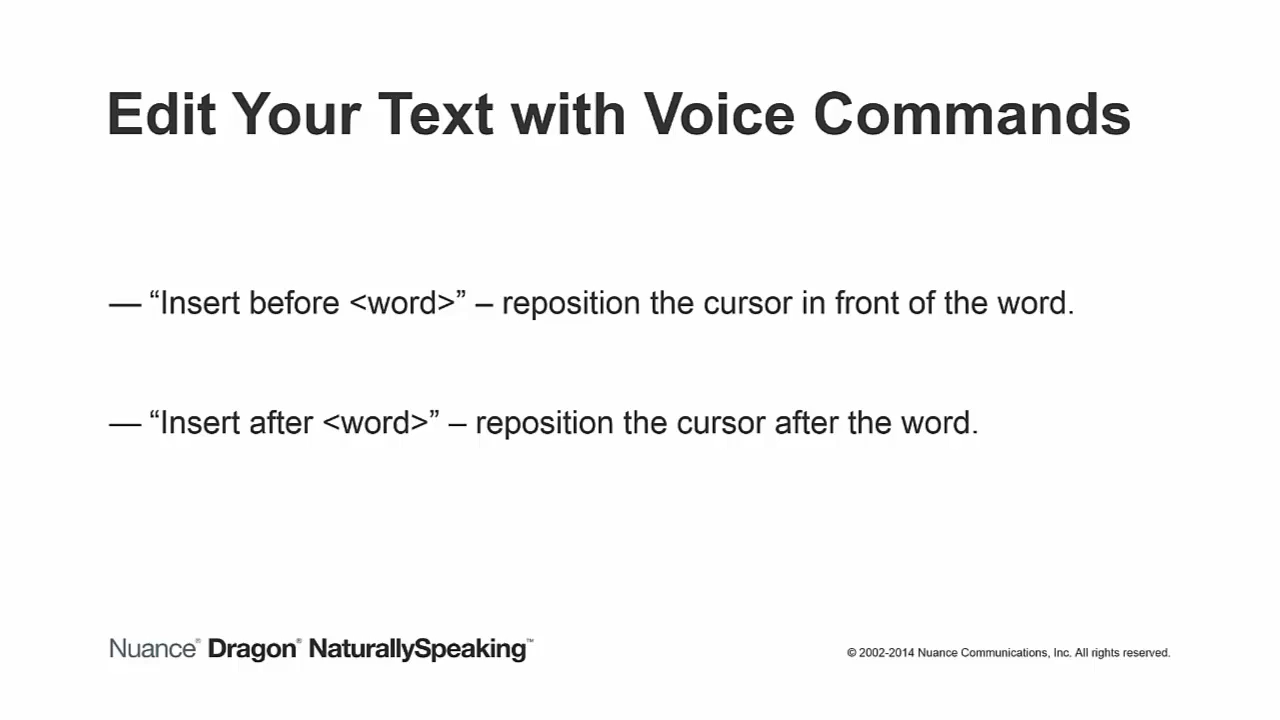 Edit Your Text with Voice Commands
— “Insert before <word>” – reposition the cursor in front of the word.
— “Insert after <word>” – reposition the cursor after the word.
Nuance® Dragon® NaturallySpeaking™
© 2002-2014 Nuance Communications, Inc. All rights reserved.